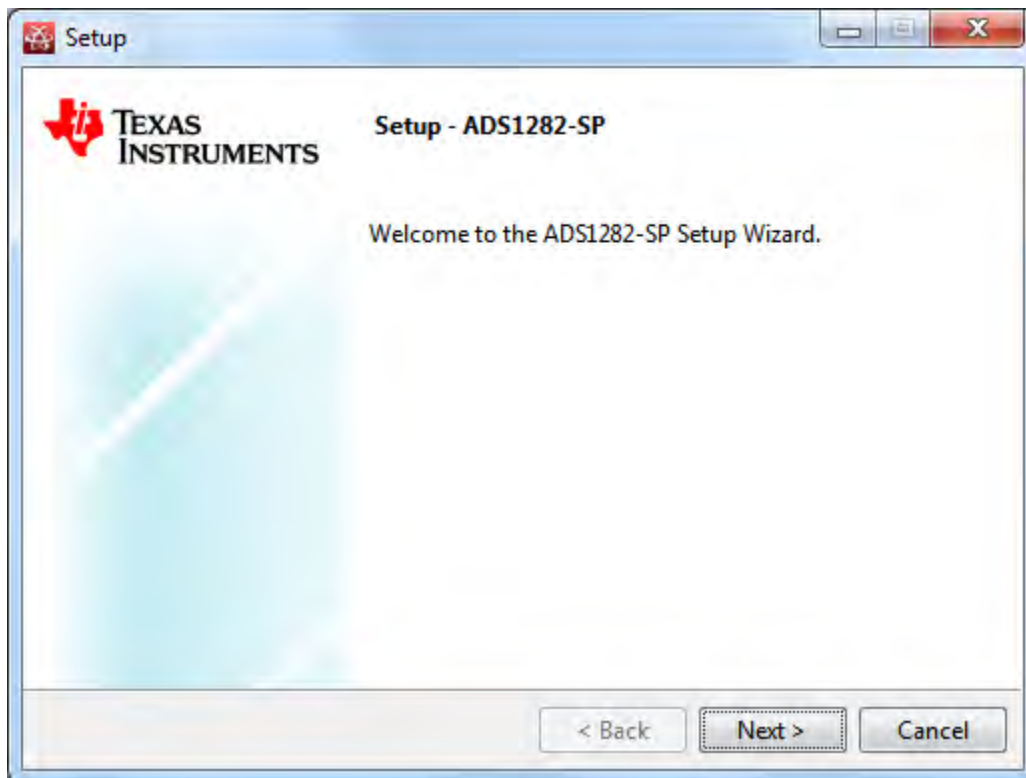 Setup
TEXAS
INSTRUMENTS
Setup - ADS1282-SP
Welcome to the ADS1282-SP Setup Wizard.
< Back
Next >
Cancel